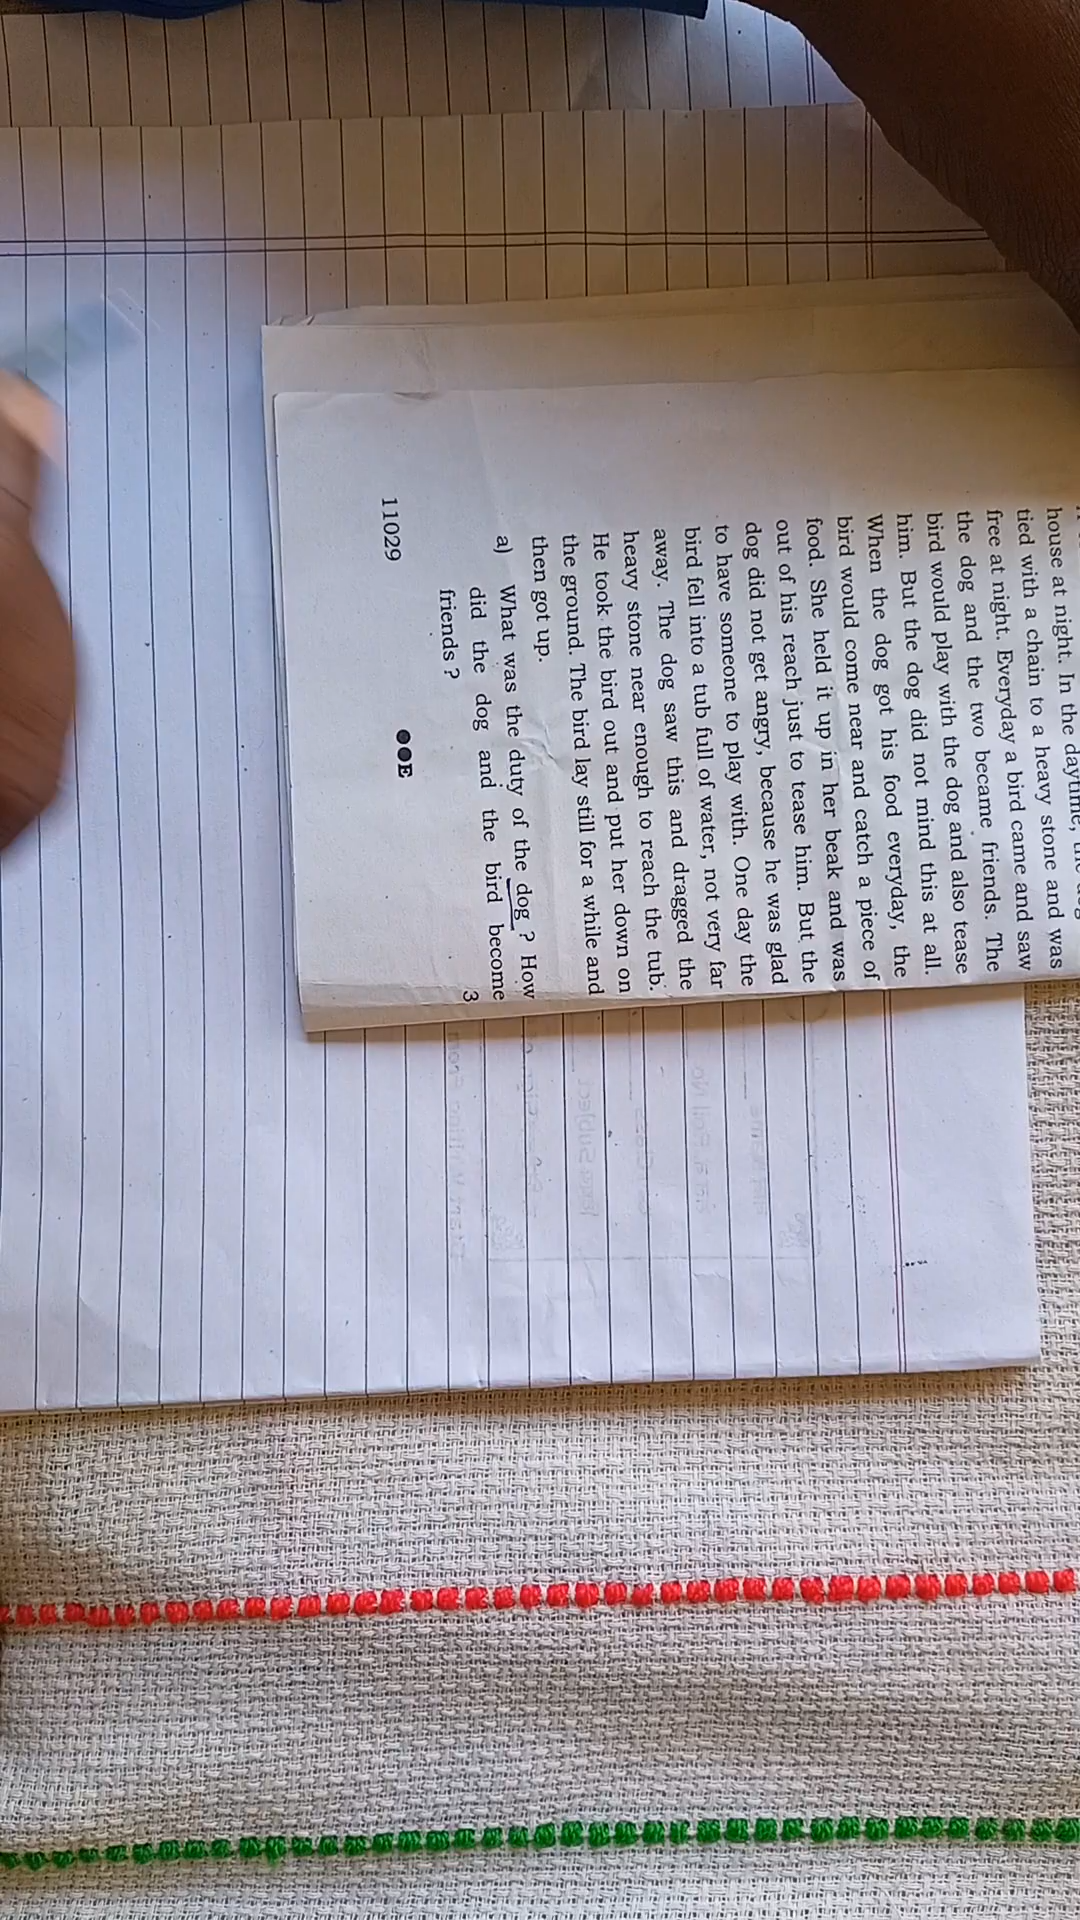 house at night. In the daytime,
tied with a chain to a heavy stone and was
free at night. Everyday a bird came and saw
the dog and the two became friends. The
bird would play with the dog and also tease
him. But the dog did not mind this at all.
When the dog got his food everyday, the
bird would come near and catch a piece of
food. She held it up in her beak and was
out of his reach just to tease him. But the
dog did not get angry, because he was glad
to have someone to play with. One day the
bird fell into a tub full of water, not very far
away. The dog saw this and dragged the
heavy stone near enough to reach the tub.
He took the bird out and put her down on
the ground. The bird lay still for a while and
then got up.
a) What was the duty of the dog ? How
did the dog and the bird become
friends ? 3
11029 ●●E